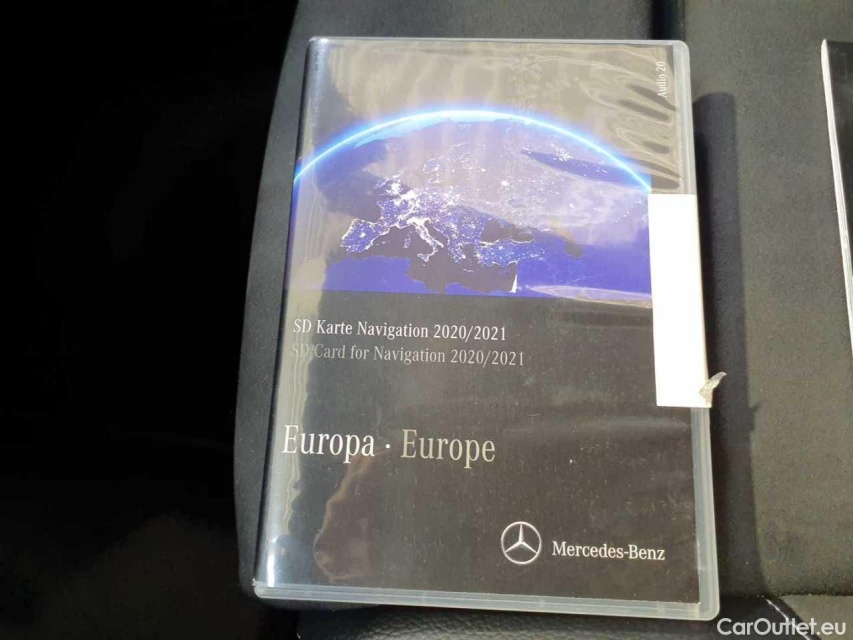 Audio 20
SD Karte Navigation 2020/2021
SD Card for Navigation 2020/2021
Europa · Europe
Mercedes-Benz
CarOutlet.eu